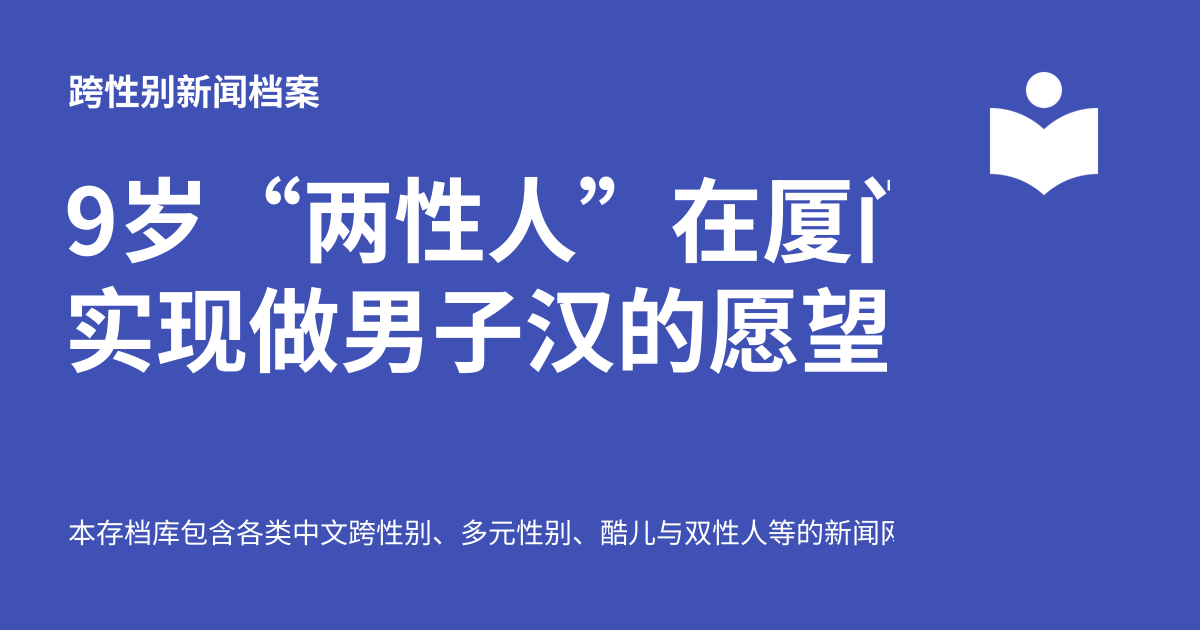 跨性别新闻档案
9岁“两性人”在厦门
实现做男子汉的愿望
本存档库包含各类中文跨性别、多元性别、酷儿与双性人等的新闻网